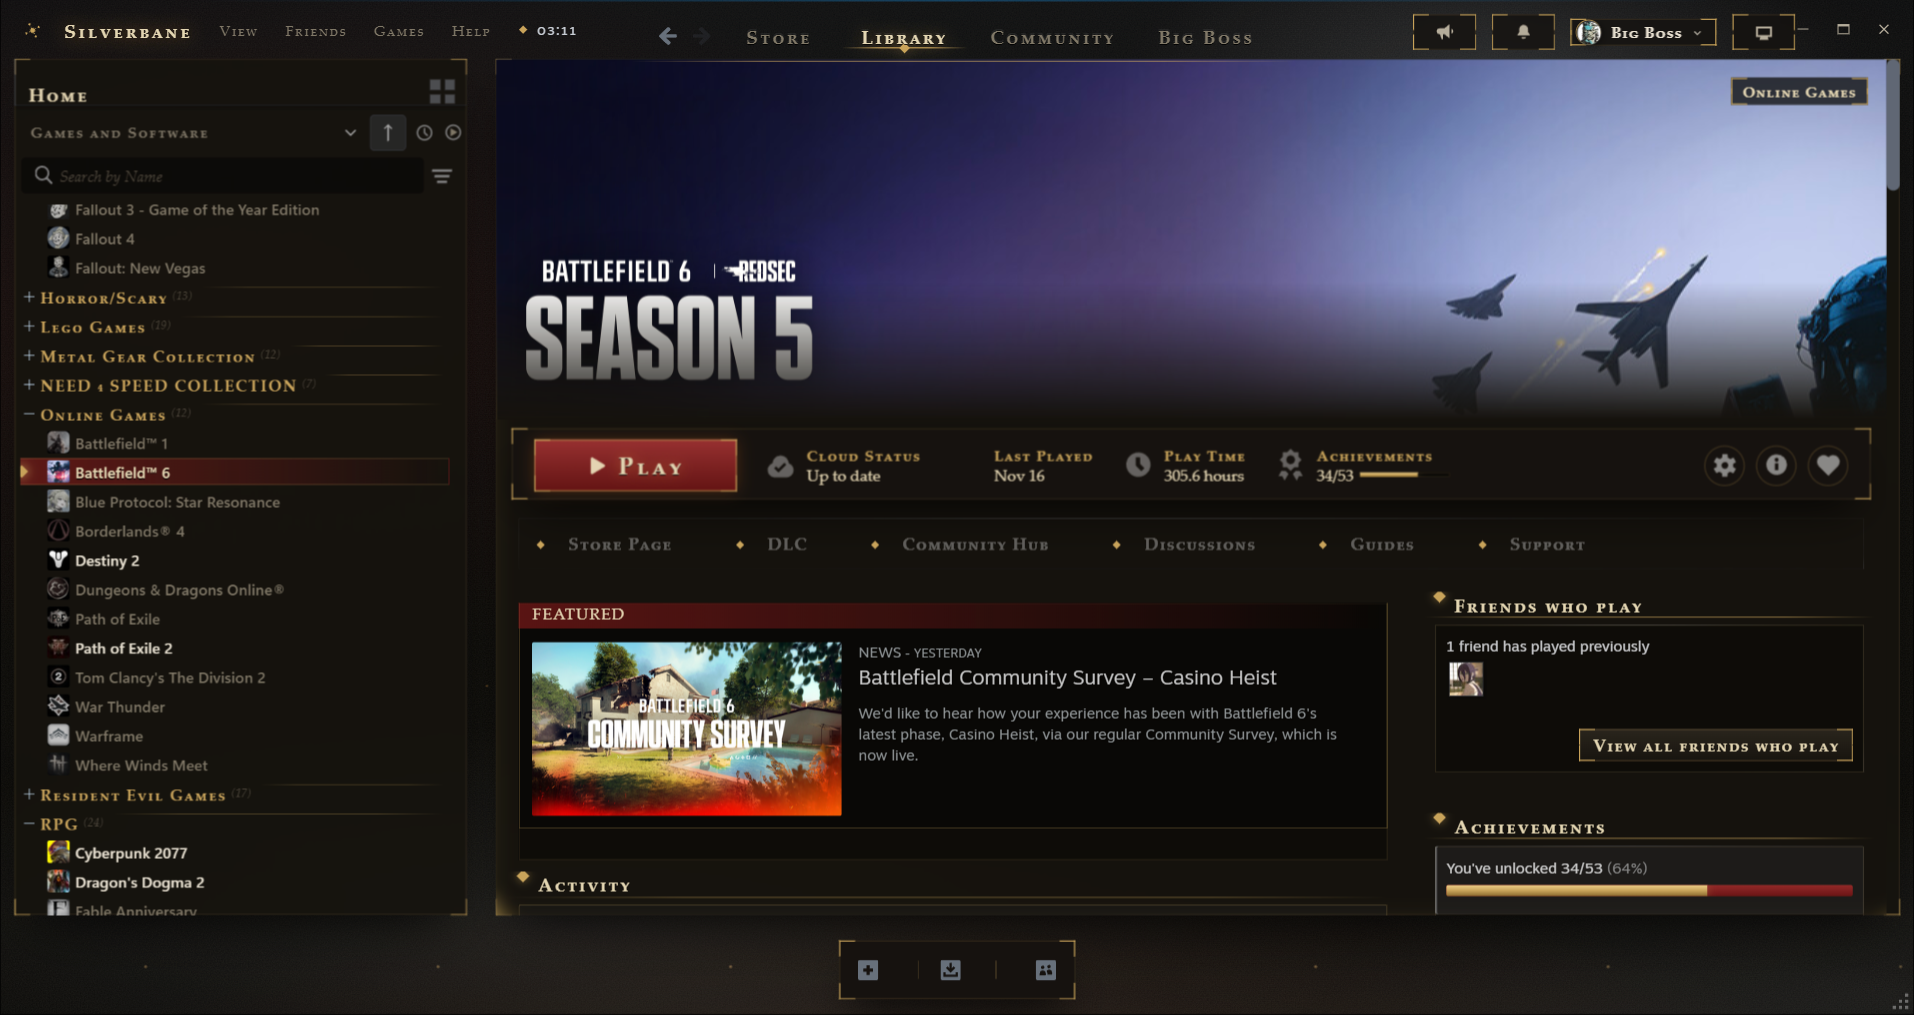 Silverbane View Friends Games Help 03:11
Store Library Community Big Boss
Big Boss
Home
Games and Software
Search by Name
Fallout 3 - Game of the Year Edition
Fallout 4
Fallout: New Vegas
Horror/Scary (13)
Lego Games (19)
Metal Gear Collection (12)
NEED 4 SPEED COLLECTION (7)
Online Games (12)
Battlefield™ 1
Battlefield™ 6
Blue Protocol: Star Resonance
Borderlands® 4
Destiny 2
Dungeons & Dragons Online®
Path of Exile
Path of Exile 2
Tom Clancy's The Division 2
War Thunder
Warframe
Where Winds Meet
Resident Evil Games (17)
RPG (24)
Cyberpunk 2077
Dragon's Dogma 2
Fable Anniversary
Online Games
BATTLEFIELD 6 | REDSEC
SEASON 5
Play
Cloud Status
Up to date
Last Played
Nov 16
Play Time
305.6 hours
Achievements
34/53
Store Page DLC Community Hub Discussions Guides Support
FEATURED
BATTLEFIELD 6
COMMUNITY SURVEY
NEWS - YESTERDAY
Battlefield Community Survey – Casino Heist
We'd like to hear how your experience has been with Battlefield 6's
latest phase, Casino Heist, via our regular Community Survey, which is
now live.
Activity
Friends who play
1 friend has played previously
View all friends who play
Achievements
You've unlocked 34/53 (64%)